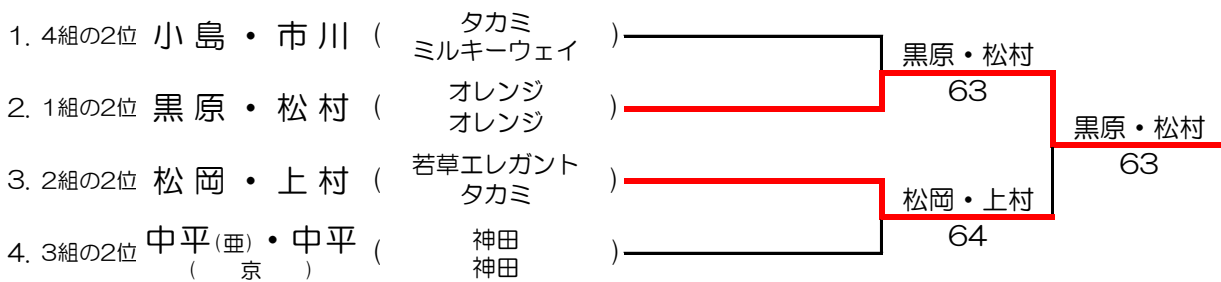 1. 4組の2位 小島・市川 ( タカミ
ミルキーウェイ )
黒原・松村
63
2. 1組の2位 黒原・松村 ( オレンジ
オレンジ )
黒原・松村
63
3. 2組の2位 松岡・上村 ( 若草エレガント
タカミ )
松岡・上村
64
4. 3組の2位 中平(亜)・中平
( 京 )
( 神田
神田 )